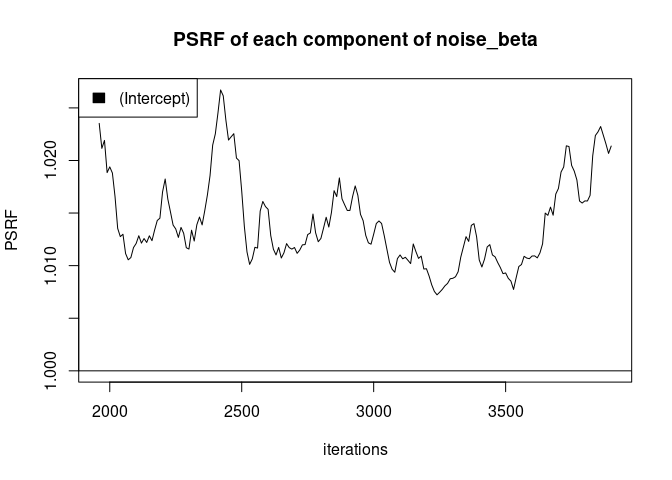 PSRF of each component of noise_beta
(Intercept)
PSRF
1.020
1.010
1.000
2000 2500 3000 3500
iterations